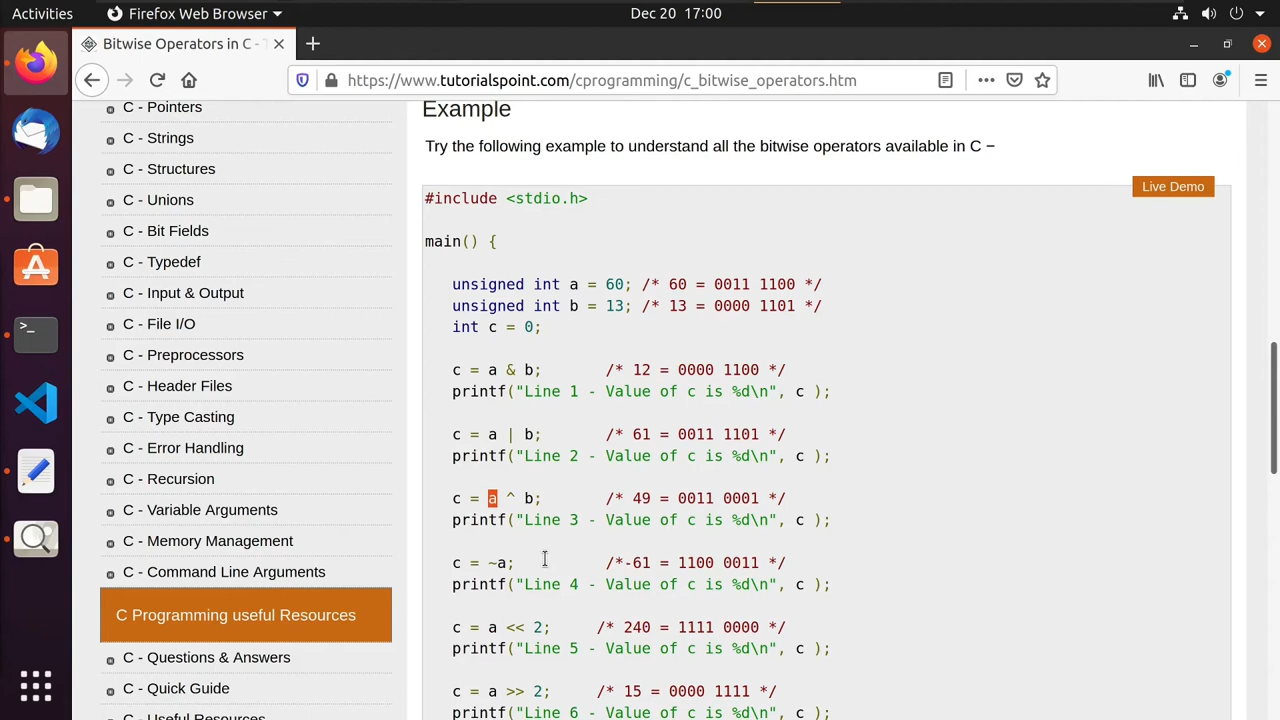 Activities
Firefox Web Browser
Dec 20 17:00
Bitwise Operators in C -
https://www.tutorialspoint.com/cprogramming/c_bitwise_operators.htm
C - Pointers
C - Strings
C - Structures
C - Unions
C - Bit Fields
C - Typedef
C - Input & Output
C - File I/O
C - Preprocessors
C - Header Files
C - Type Casting
C - Error Handling
C - Recursion
C - Variable Arguments
C - Memory Management
C - Command Line Arguments
C Programming useful Resources
C - Questions & Answers
C - Quick Guide
C - Useful Resources
Example
Try the following example to understand all the bitwise operators available in C −
Live Demo
#include <stdio.h>
main() {
unsigned int a = 60; /* 60 = 0011 1100 */
unsigned int b = 13; /* 13 = 0000 1101 */
int c = 0;
c = a & b;       /* 12 = 0000 1100 */
printf("Line 1 - Value of c is %d\n", c );
c = a | b;       /* 61 = 0011 1101 */
printf("Line 2 - Value of c is %d\n", c );
c = a ^ b;       /* 49 = 0011 0001 */
printf("Line 3 - Value of c is %d\n", c );
c = ~a;          /*-61 = 1100 0011 */
printf("Line 4 - Value of c is %d\n", c );
c = a << 2;     /* 240 = 1111 0000 */
printf("Line 5 - Value of c is %d\n", c );
c = a >> 2;     /* 15 = 0000 1111 */
printf("Line 6 - Value of c is %d\n", c );